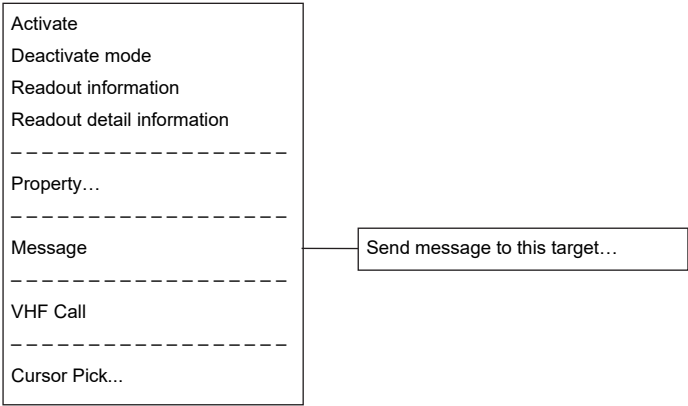 Activate
Deactivate mode
Readout information
Readout detail information
Property…
Message
Send message to this target…
VHF Call
Cursor Pick...